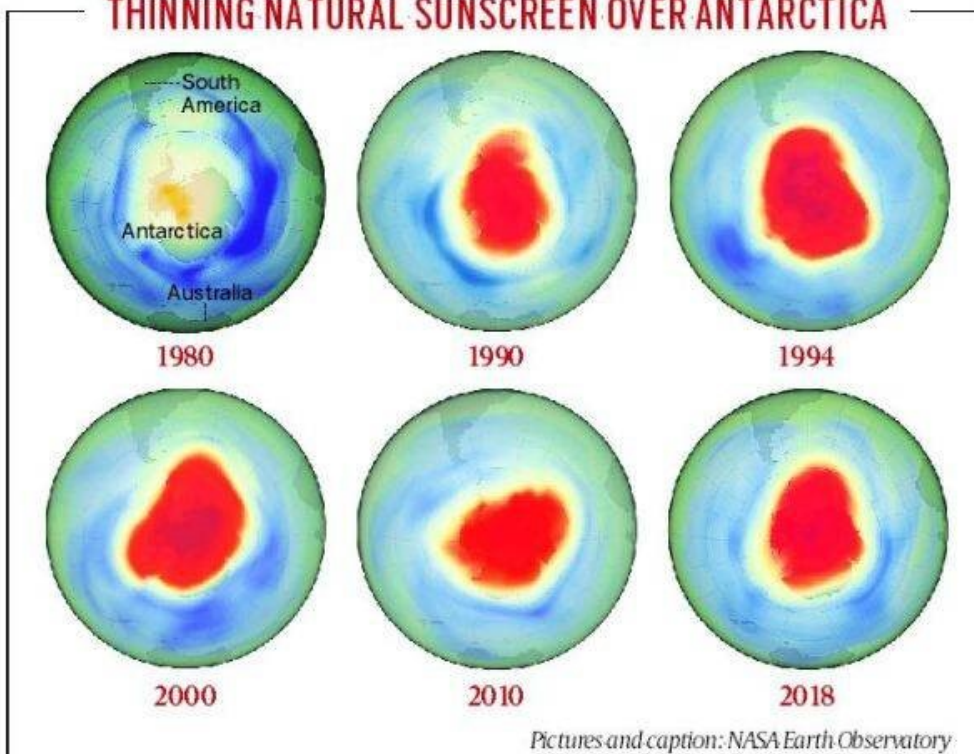 THINNING NATURAL SUNSCREEN OVER ANTARCTICA
South
America
Antarctica
Australia
1980
1990
1994
2000
2010
2018
Pictures and caption: NASA Earth Observatory